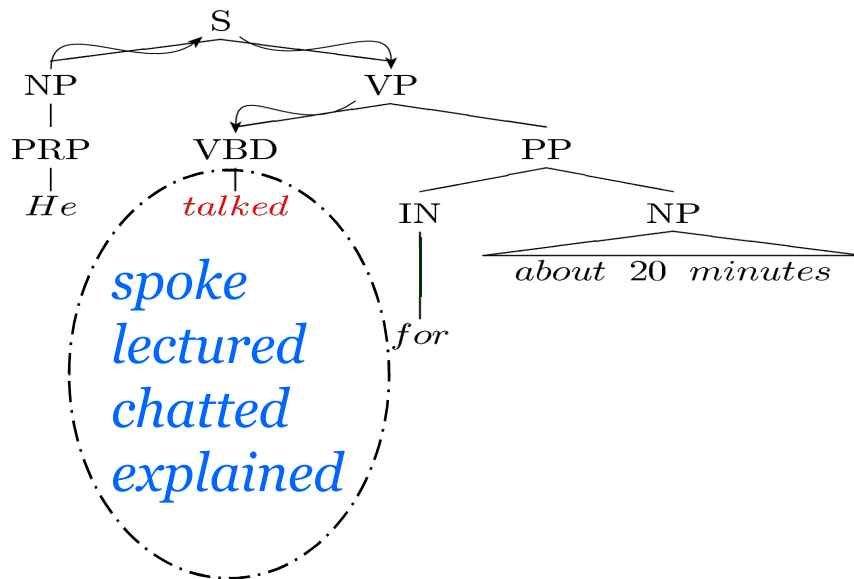 S
NP VP
PRP VBD PP
He talked IN NP
about 20 minutes
spoke
for
lectured
chatted
explained